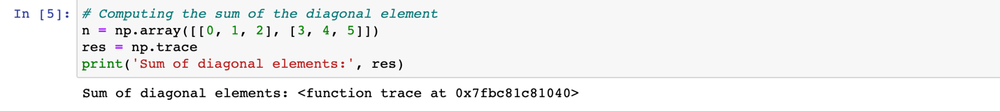 In [5]: # Computing the sum of the diagonal element
n = np.array([[0, 1, 2], [3, 4, 5]])
res = np.trace
print('Sum of diagonal elements:', res)
Sum of diagonal elements: <function trace at 0x7fbc81c81040>